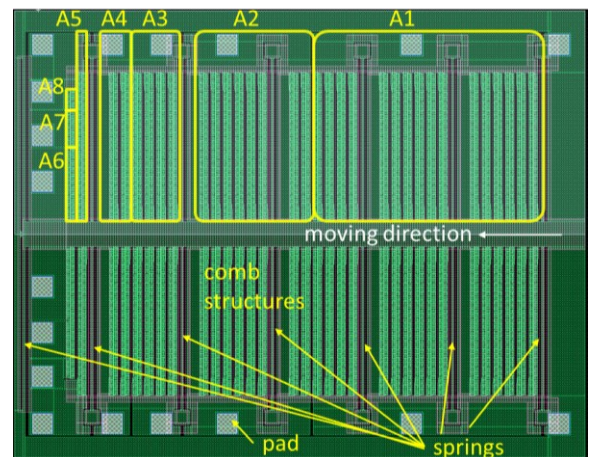 A5 A4 A3 A2 A1
A8
A7
A6
moving direction
comb
structures
pad
springs